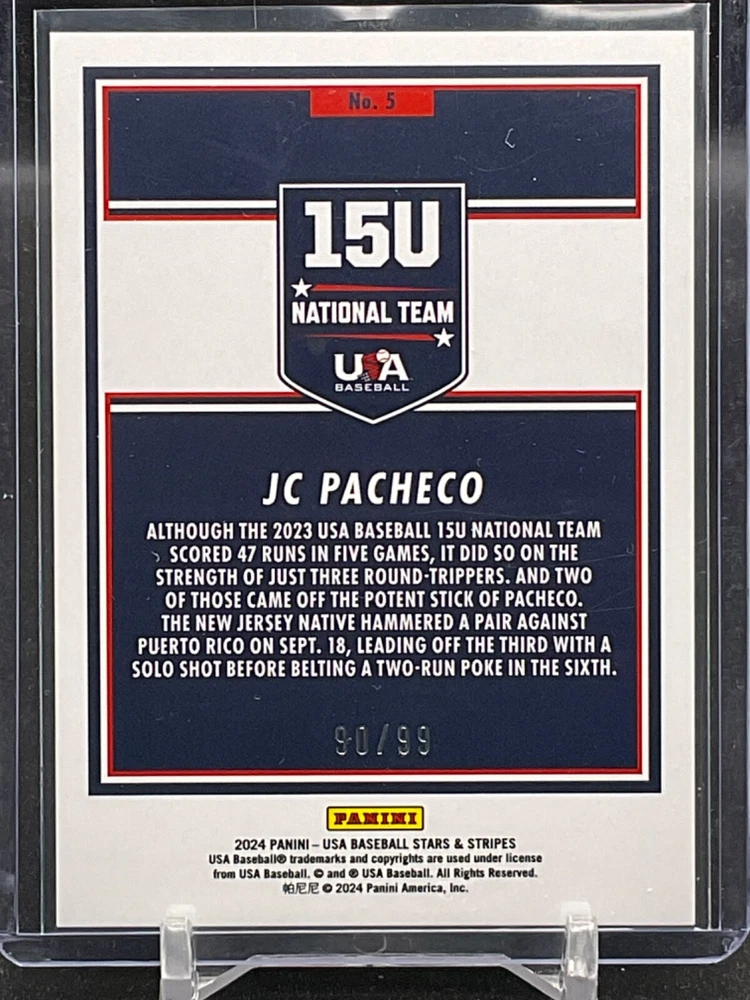 No. 5
15U
NATIONAL TEAM
USA
BASEBALL
JC PACHECO
ALTHOUGH THE 2023 USA BASEBALL 15U NATIONAL TEAM
SCORED 47 RUNS IN FIVE GAMES, IT DID SO ON THE
STRENGTH OF JUST THREE ROUND-TRIPPERS. AND TWO
OF THOSE CAME OFF THE POTENT STICK OF PACHECO.
THE NEW JERSEY NATIVE HAMMERED A PAIR AGAINST
PUERTO RICO ON SEPT. 18, LEADING OFF THE THIRD WITH A
SOLO SHOT BEFORE BELTING A TWO-RUN POKE IN THE SIXTH.
90/99
PANINI
2024 PANINI – USA BASEBALL STARS & STRIPES
USA Baseball® trademarks and copyrights are used under license
from USA Baseball. © and ® USA Baseball. All Rights Reserved.
帕尼尼 © 2024 Panini America, Inc.